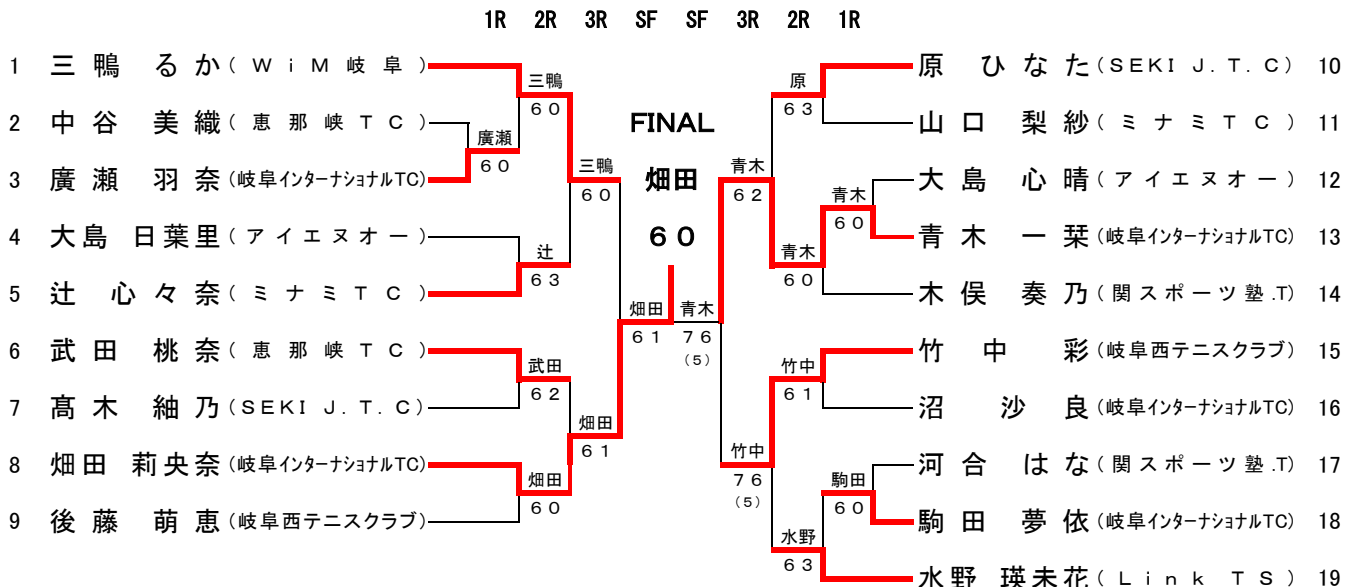 1R 2R 3R SF SF 3R 2R 1R
1 三鴨 るか (WiM岐阜) 三鴨 原 原 ひなた (SEKI J.T.C) 10
60 63
2 中谷 美織 (恵那峡TC) FINAL 山口 梨紗 (ミナミTC) 11
廣瀬
60 三鴨 畑田 青木
3 廣瀬 羽奈 (岐阜インターナショナルTC) 60 62 大島 心晴 (アイエヌオー) 12
青木
60
4 大島 日葉里 (アイエヌオー) 60 青木 一栞 (岐阜インターナショナルTC) 13
辻 青木
63 60
5 辻 心々奈 (ミナミTC) 木俣 奏乃 (関スポーツ塾.T) 14
畑田 青木
61 76
(5)
6 武田 桃奈 (恵那峡TC) 竹中 彩 (岐阜西テニスクラブ) 15
武田 竹中
62 61
7 髙木 紬乃 (SEKI J.T.C) 沼 沙良 (岐阜インターナショナルTC) 16
畑田
61
8 畑田 莉央奈 (岐阜インターナショナルTC) 竹中 河合 はな (関スポーツ塾.T) 17
76
(5)
畑田 駒田
60 60
9 後藤 萌恵 (岐阜西テニスクラブ) 駒田 夢依 (岐阜インターナショナルTC) 18
水野
63
水野 瑛未花 (Link TS) 19